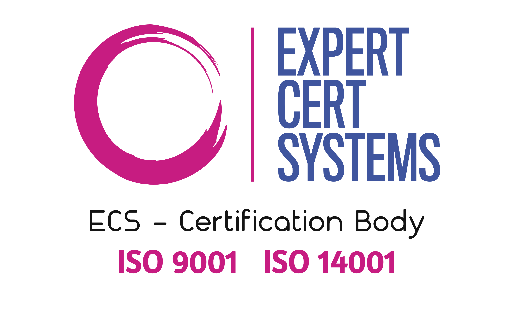 EXPERT
CERT
SYSTEMS
ECS - Certification Body
ISO 9001 ISO 14001